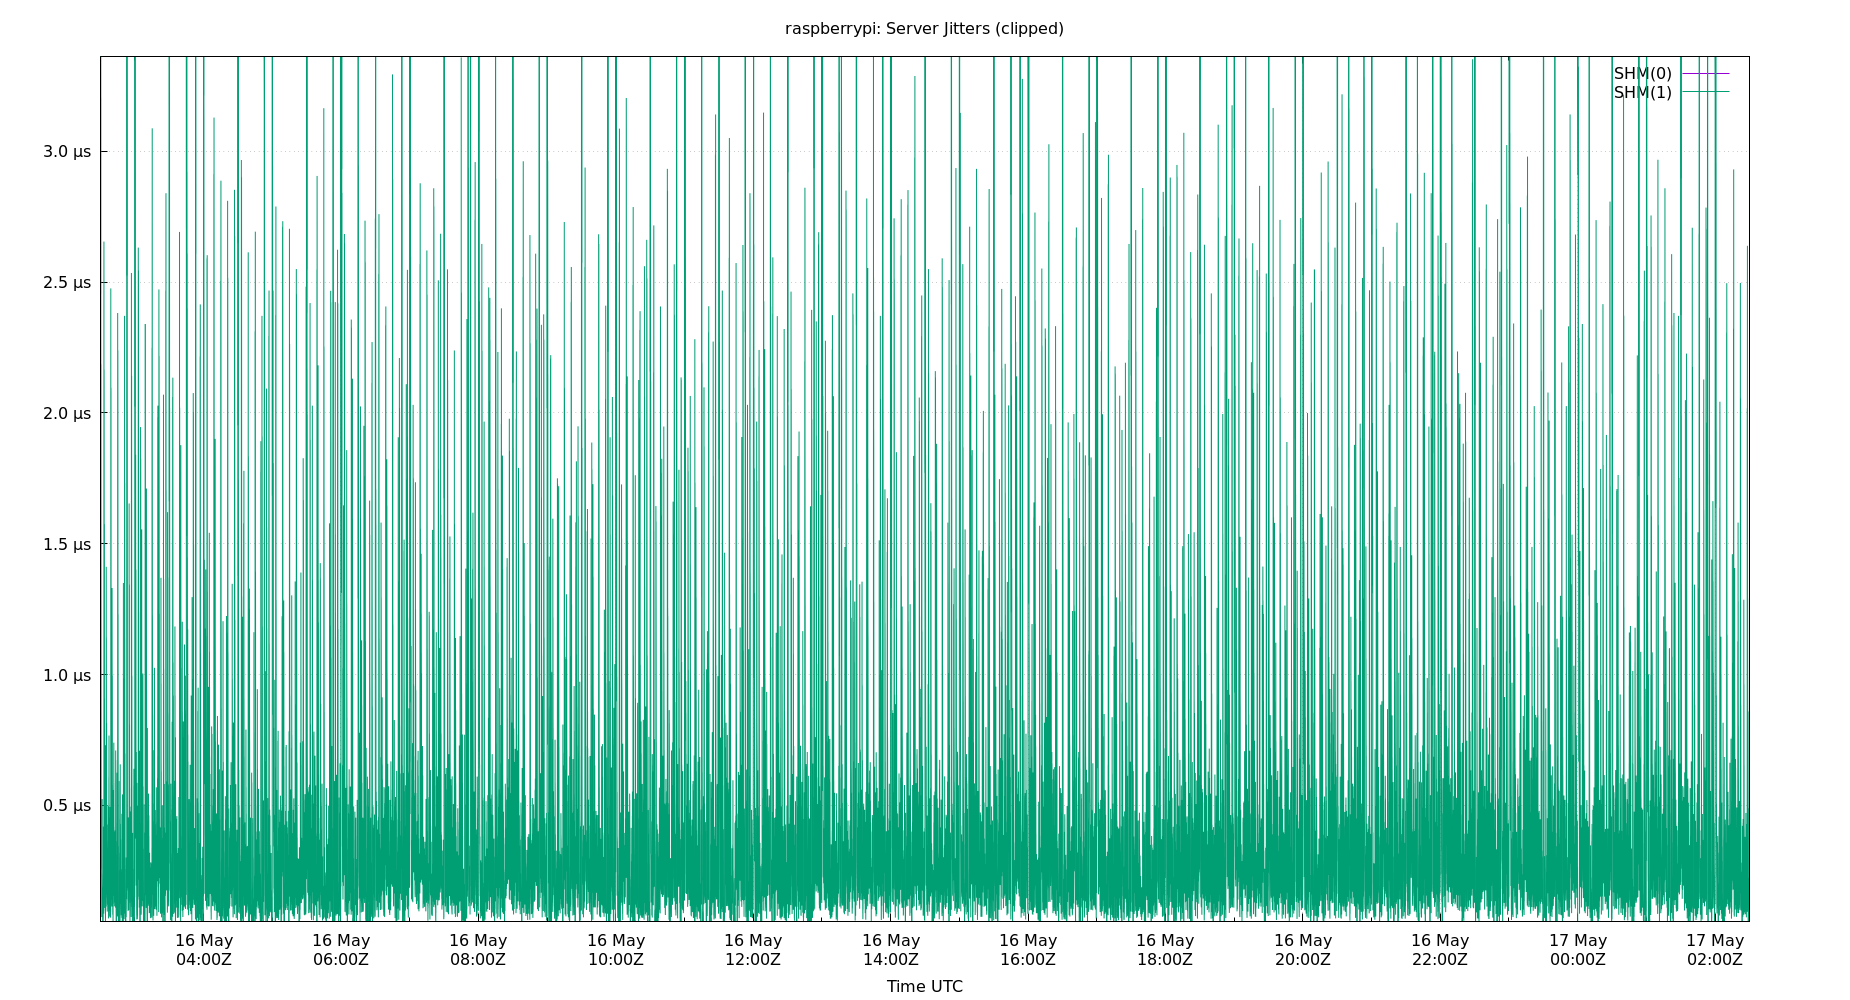 raspberrypi: Server Jitters (clipped)
SHM(0)
SHM(1)
3.0 µs
2.5 µs
2.0 µs
1.5 µs
1.0 µs
0.5 µs
16 May 16 May 16 May 16 May 16 May 16 May 16 May 16 May 16 May 16 May 17 May 17 May
04:00Z 06:00Z 08:00Z 10:00Z 12:00Z 14:00Z 16:00Z 18:00Z 20:00Z 22:00Z 00:00Z 02:00Z
Time UTC